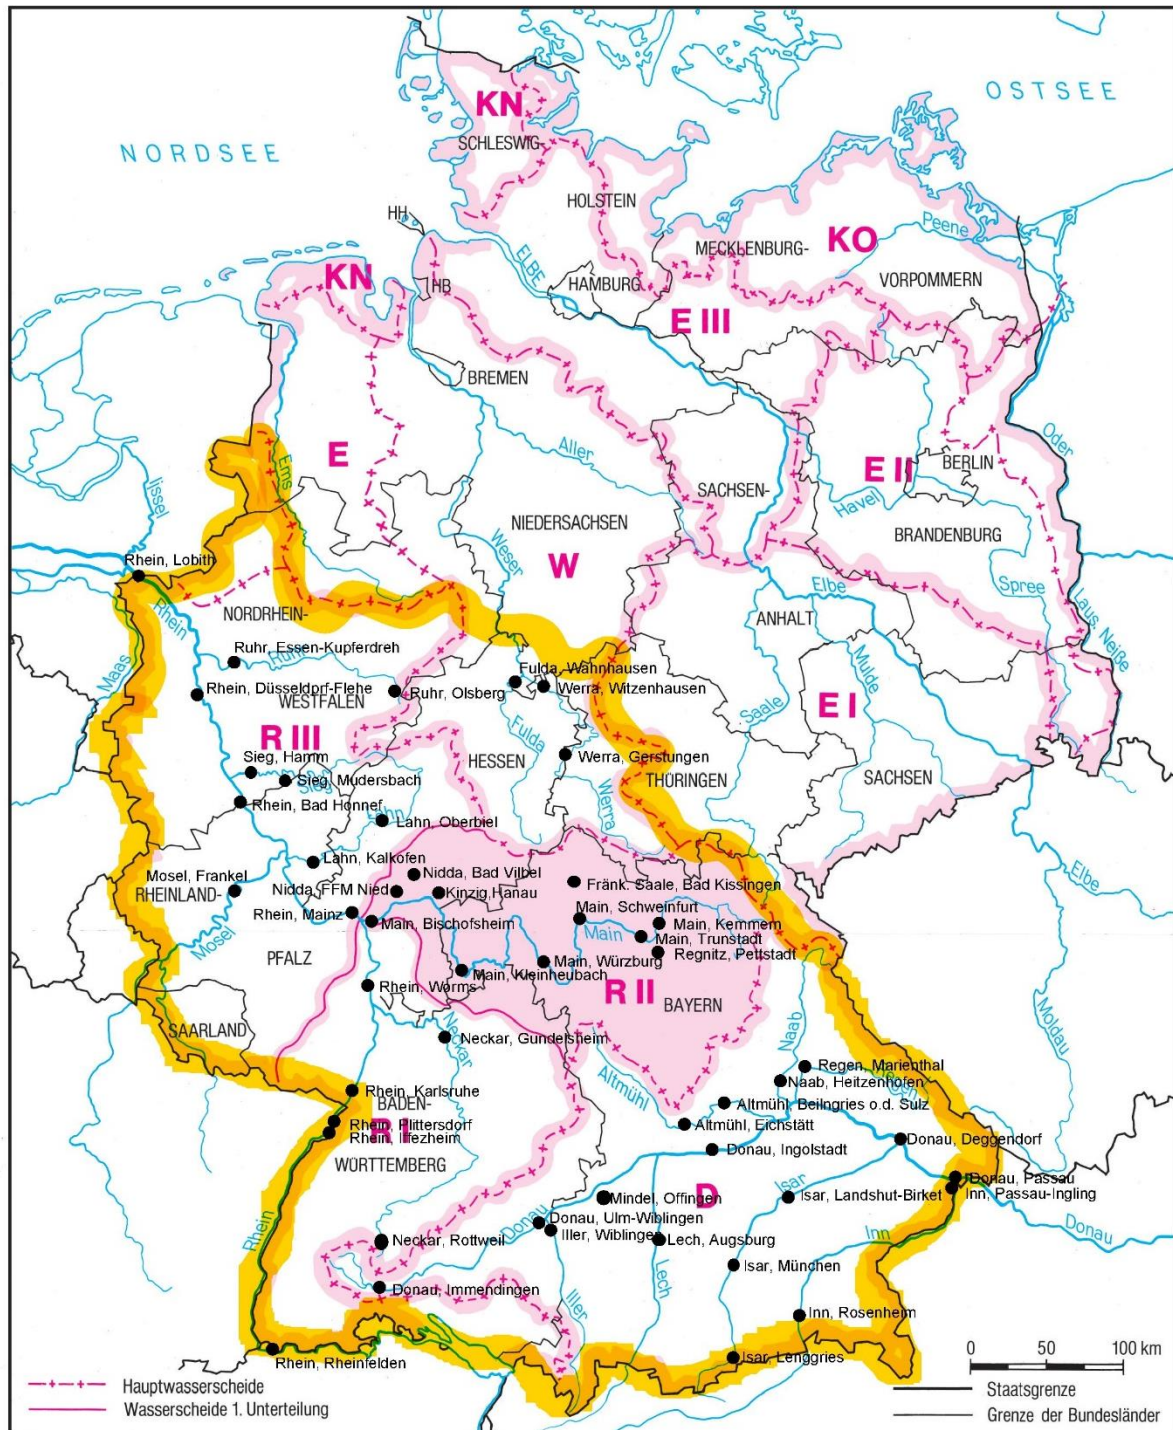 OSTSEE
NORDSEE
KN
SCHLESWIG-
HOLSTEIN
HH
ELBE
MECKLENBURG-
KO
Peene
VORPOMMERN
KN
HB
HAMBURG
E III
BREMEN
Ems
E
Aller
SACHSEN-
E II
BERLIN
Oder
Havel
Ijssel
Weser
NIEDERSACHSEN
W
BRANDENBURG
Rhein, Lobith
Rhein
NORDRHEIN-
Elbe
Spree
ANHALT
Laus. Neiße
Maas
Ruhr, Essen-Kupferdreh
Ruhr
Rhein, Düsseldorf-Flehe
WESTFALEN
Ruhr, Olsberg
Fulda, Wahnhausen
Werra, Witzenhausen
Mulde
Saale
E I
R III
Fulda
HESSEN
Werra, Gerstungen
THÜRINGEN
SACHSEN
Sieg, Hamm
Sieg, Mudersbach
Sieg
Rhein, Bad Honnef
Lahn
Lahn, Oberbiel
Werra
Lahn, Kalkofen
Mosel, Frankel
RHEINLAND-
Nidda, Bad Vilbel
Nidda, FFM Nied
Kinzig, Hanau
Fränk. Saale, Bad Kissingen
Elbe
Rhein, Mainz
Main, Bischofsheim
Main, Schweinfurt
Main, Kemmern
Main
Main, Trunstadt
Regnitz, Pettstadt
Mosel
PFALZ
Main, Würzburg
Main, Kleinheubach
Rhein, Worms
R II
BAYERN
SAARLAND
Neckar
Neckar, Gundelsheim
Naab
Moldau
Altmühl
Regen, Marienthal
Regen
Naab, Heitzenhofen
Rhein, Karlsruhe
BADEN-
Altmühl, Beilngries o.d. Sulz
Rhein, Plittersdorf
R I
Rhein, Iffezheim
Altmühl, Eichstätt
Donau, Deggendorf
Donau, Ingolstadt
WÜRTTEMBERG
Donau, Passau
Inn, Passau-Ingling
Isar
Isar, Landshut-Birket
D
Mindel, Offingen
Donau
Donau, Ulm-Wiblingen
Iller, Wiblingen
Lech, Augsburg
Inn
Donau
Rhein
Neckar, Rottweil
Isar, München
Lech
Iller
Donau, Immendingen
Inn, Rosenheim
Rhein, Rheinfelden
Isar, Lenggries
0 50 100 km
Hauptwasserscheide
Wasserscheide 1. Unterteilung
Staatsgrenze
Grenze der Bundesländer